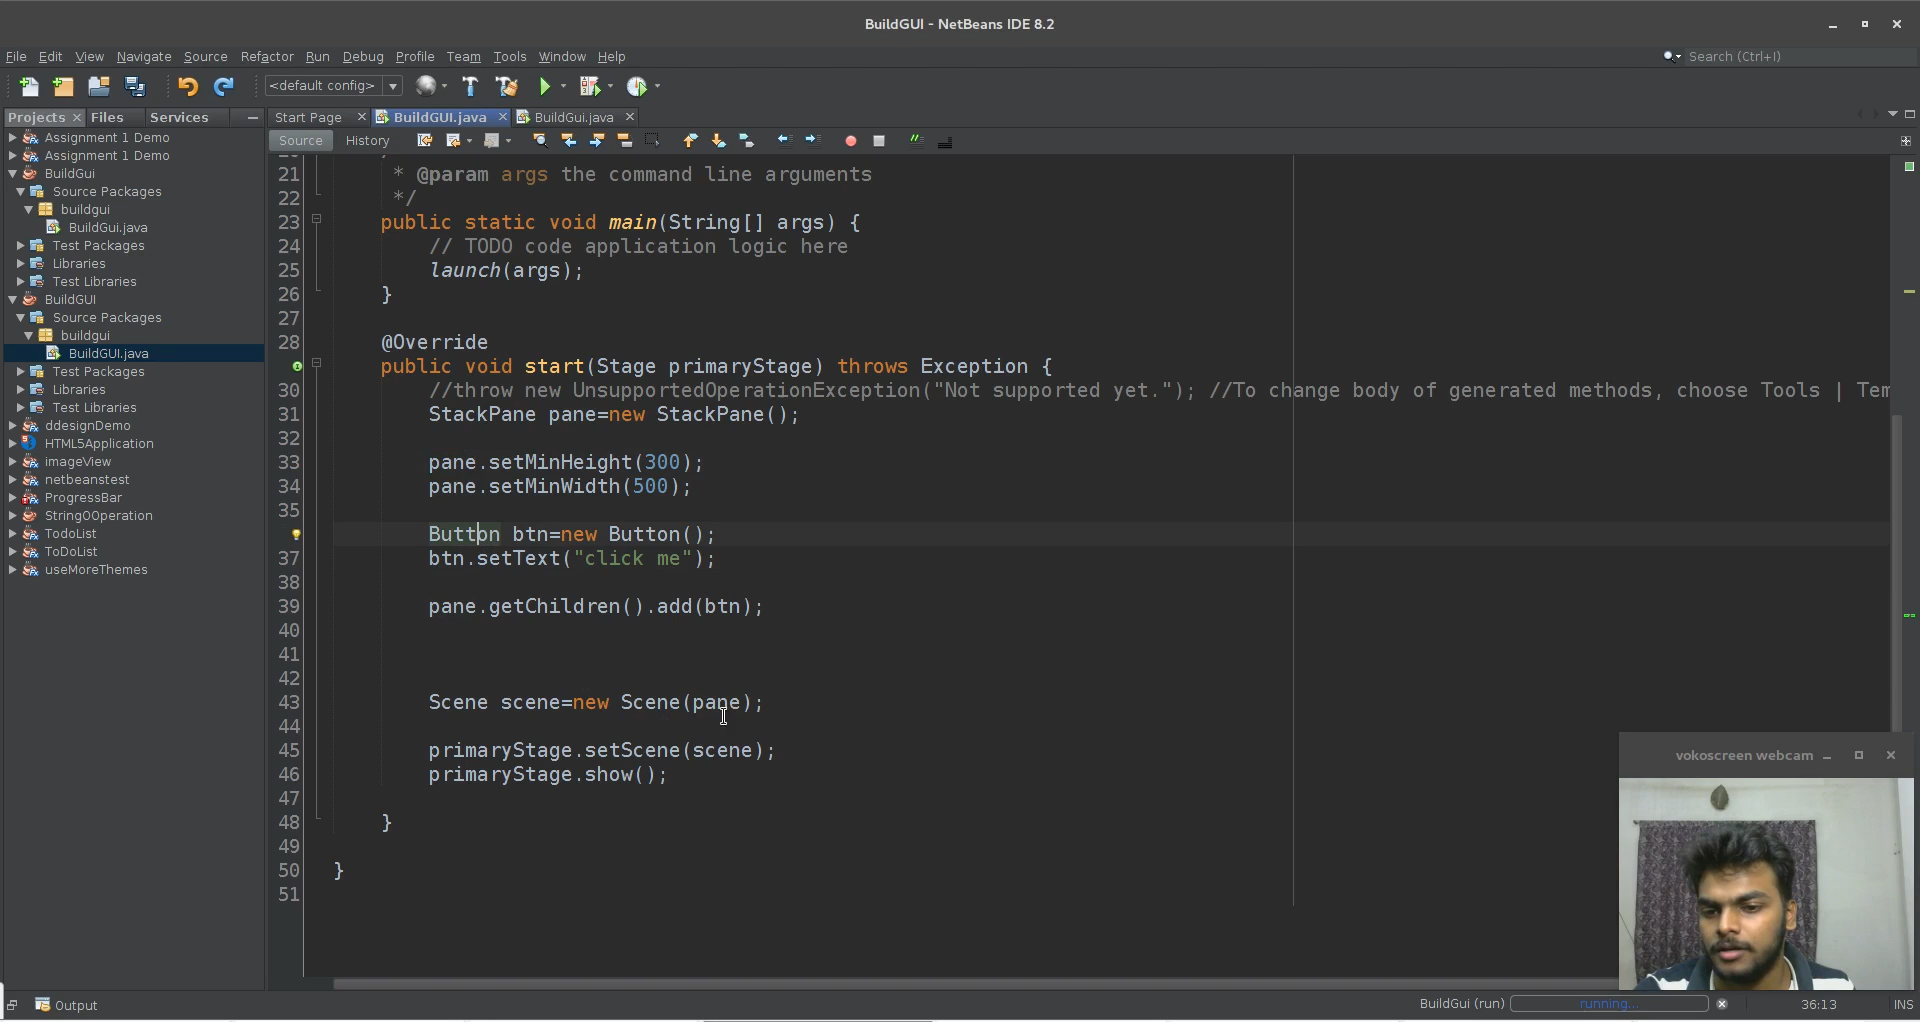 BuildGUI - NetBeans IDE 8.2
File Edit View Navigate Source Refactor Run Debug Profile Team Tools Window Help
Search (Ctrl+I)
<default config>
Projects Files Services
Start Page BuildGUI.java BuildGui.java
Source History
Assignment 1 Demo
Assignment 1 Demo
BuildGui
Source Packages
buildgui
BuildGui.java
Test Packages
Libraries
Test Libraries
BuildGUI
Source Packages
buildgui
BuildGUI.java
Test Packages
Libraries
Test Libraries
ddesignDemo
HTML5Application
imageView
netbeanstest
ProgressBar
StringOOperation
TodoList
ToDoList
useMoreThemes
21 * @param args the command line arguments
22 */
23 public static void main(String[] args) {
24 // TODO code application logic here
25 launch(args);
26 }
27
28 @Override
public void start(Stage primaryStage) throws Exception {
30 //throw new UnsupportedOperationException("Not supported yet."); //To change body of generated methods, choose Tools | Tem
31 StackPane pane=new StackPane();
32
33 pane.setMinHeight(300);
34 pane.setMinWidth(500);
35
Button btn=new Button();
37 btn.setText("click me");
38
39 pane.getChildren().add(btn);
40
41
42
43 Scene scene=new Scene(pane);
44
45 primaryStage.setScene(scene);
46 primaryStage.show();
47
48 }
49
50 }
51
vokoscreen webcam
Output
BuildGui (run) running... 36:13 INS